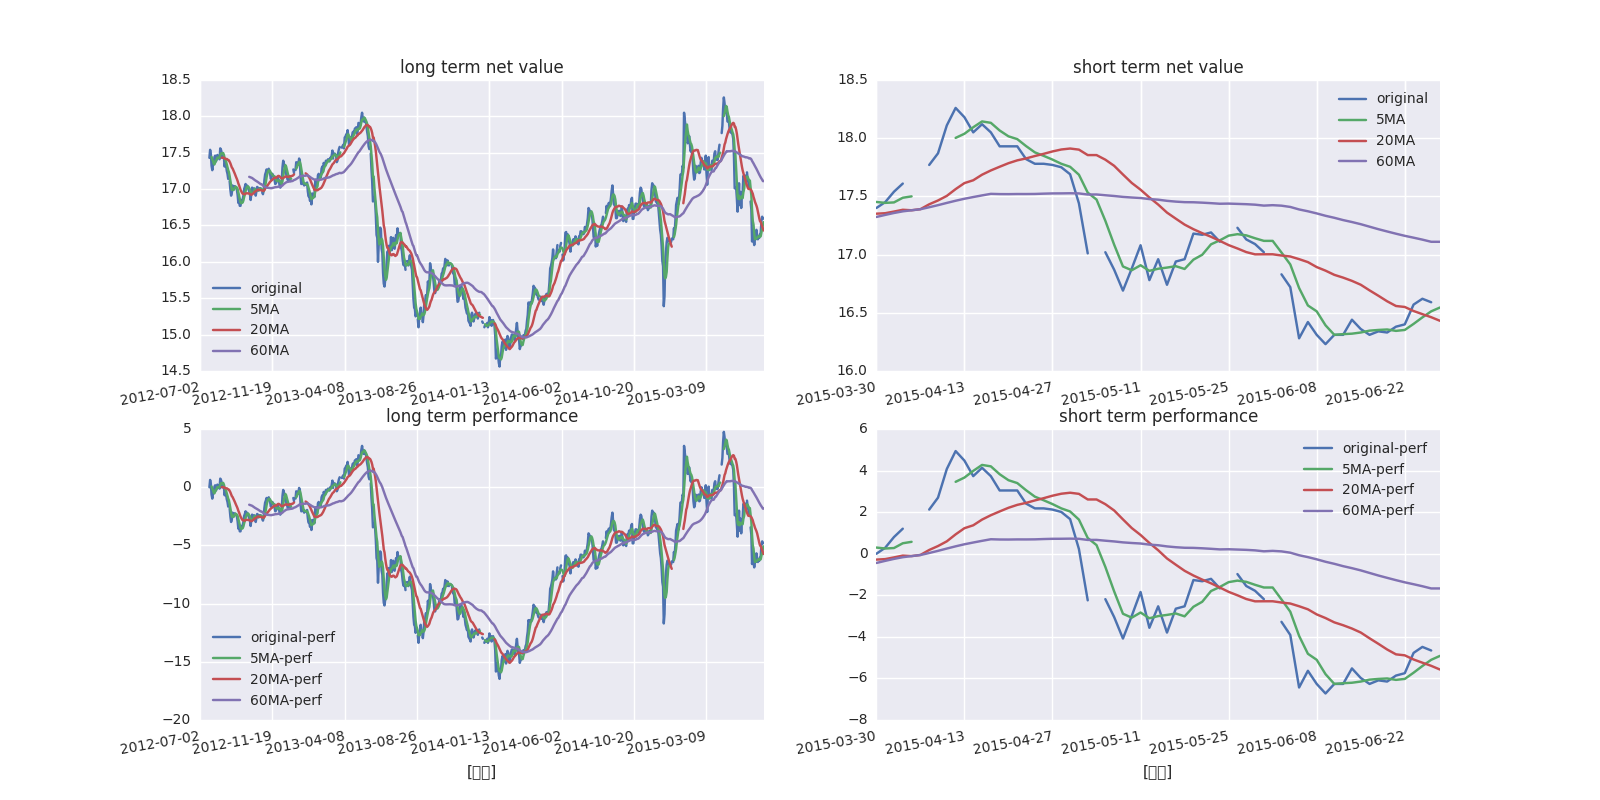 long term net value
18.5
18.0
17.5
17.0
16.5
16.0
15.5
15.0
14.5
original
5MA
20MA
60MA
2012-07-02 2012-11-19 2013-04-08 2013-08-26 2014-01-13 2014-06-02 2014-10-20 2015-03-09
short term net value
18.5
18.0
17.5
17.0
16.5
16.0
original
5MA
20MA
60MA
2015-03-30 2015-04-13 2015-04-27 2015-05-11 2015-05-25 2015-06-08 2015-06-22
long term performance
5
0
−5
−10
−15
−20
original-perf
5MA-perf
20MA-perf
60MA-perf
2012-07-02 2012-11-19 2013-04-08 2013-08-26 2014-01-13 2014-06-02 2014-10-20 2015-03-09
[▯▯]
short term performance
6
4
2
0
−2
−4
−6
−8
original-perf
5MA-perf
20MA-perf
60MA-perf
2015-03-30 2015-04-13 2015-04-27 2015-05-11 2015-05-25 2015-06-08 2015-06-22
[▯▯]